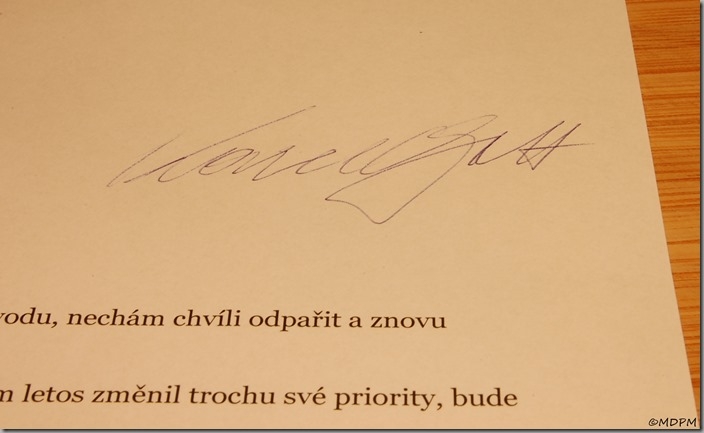 vodu, nechám chvíli odpařit a znovu
m letos změnil trochu své priority, bude
©MDPM